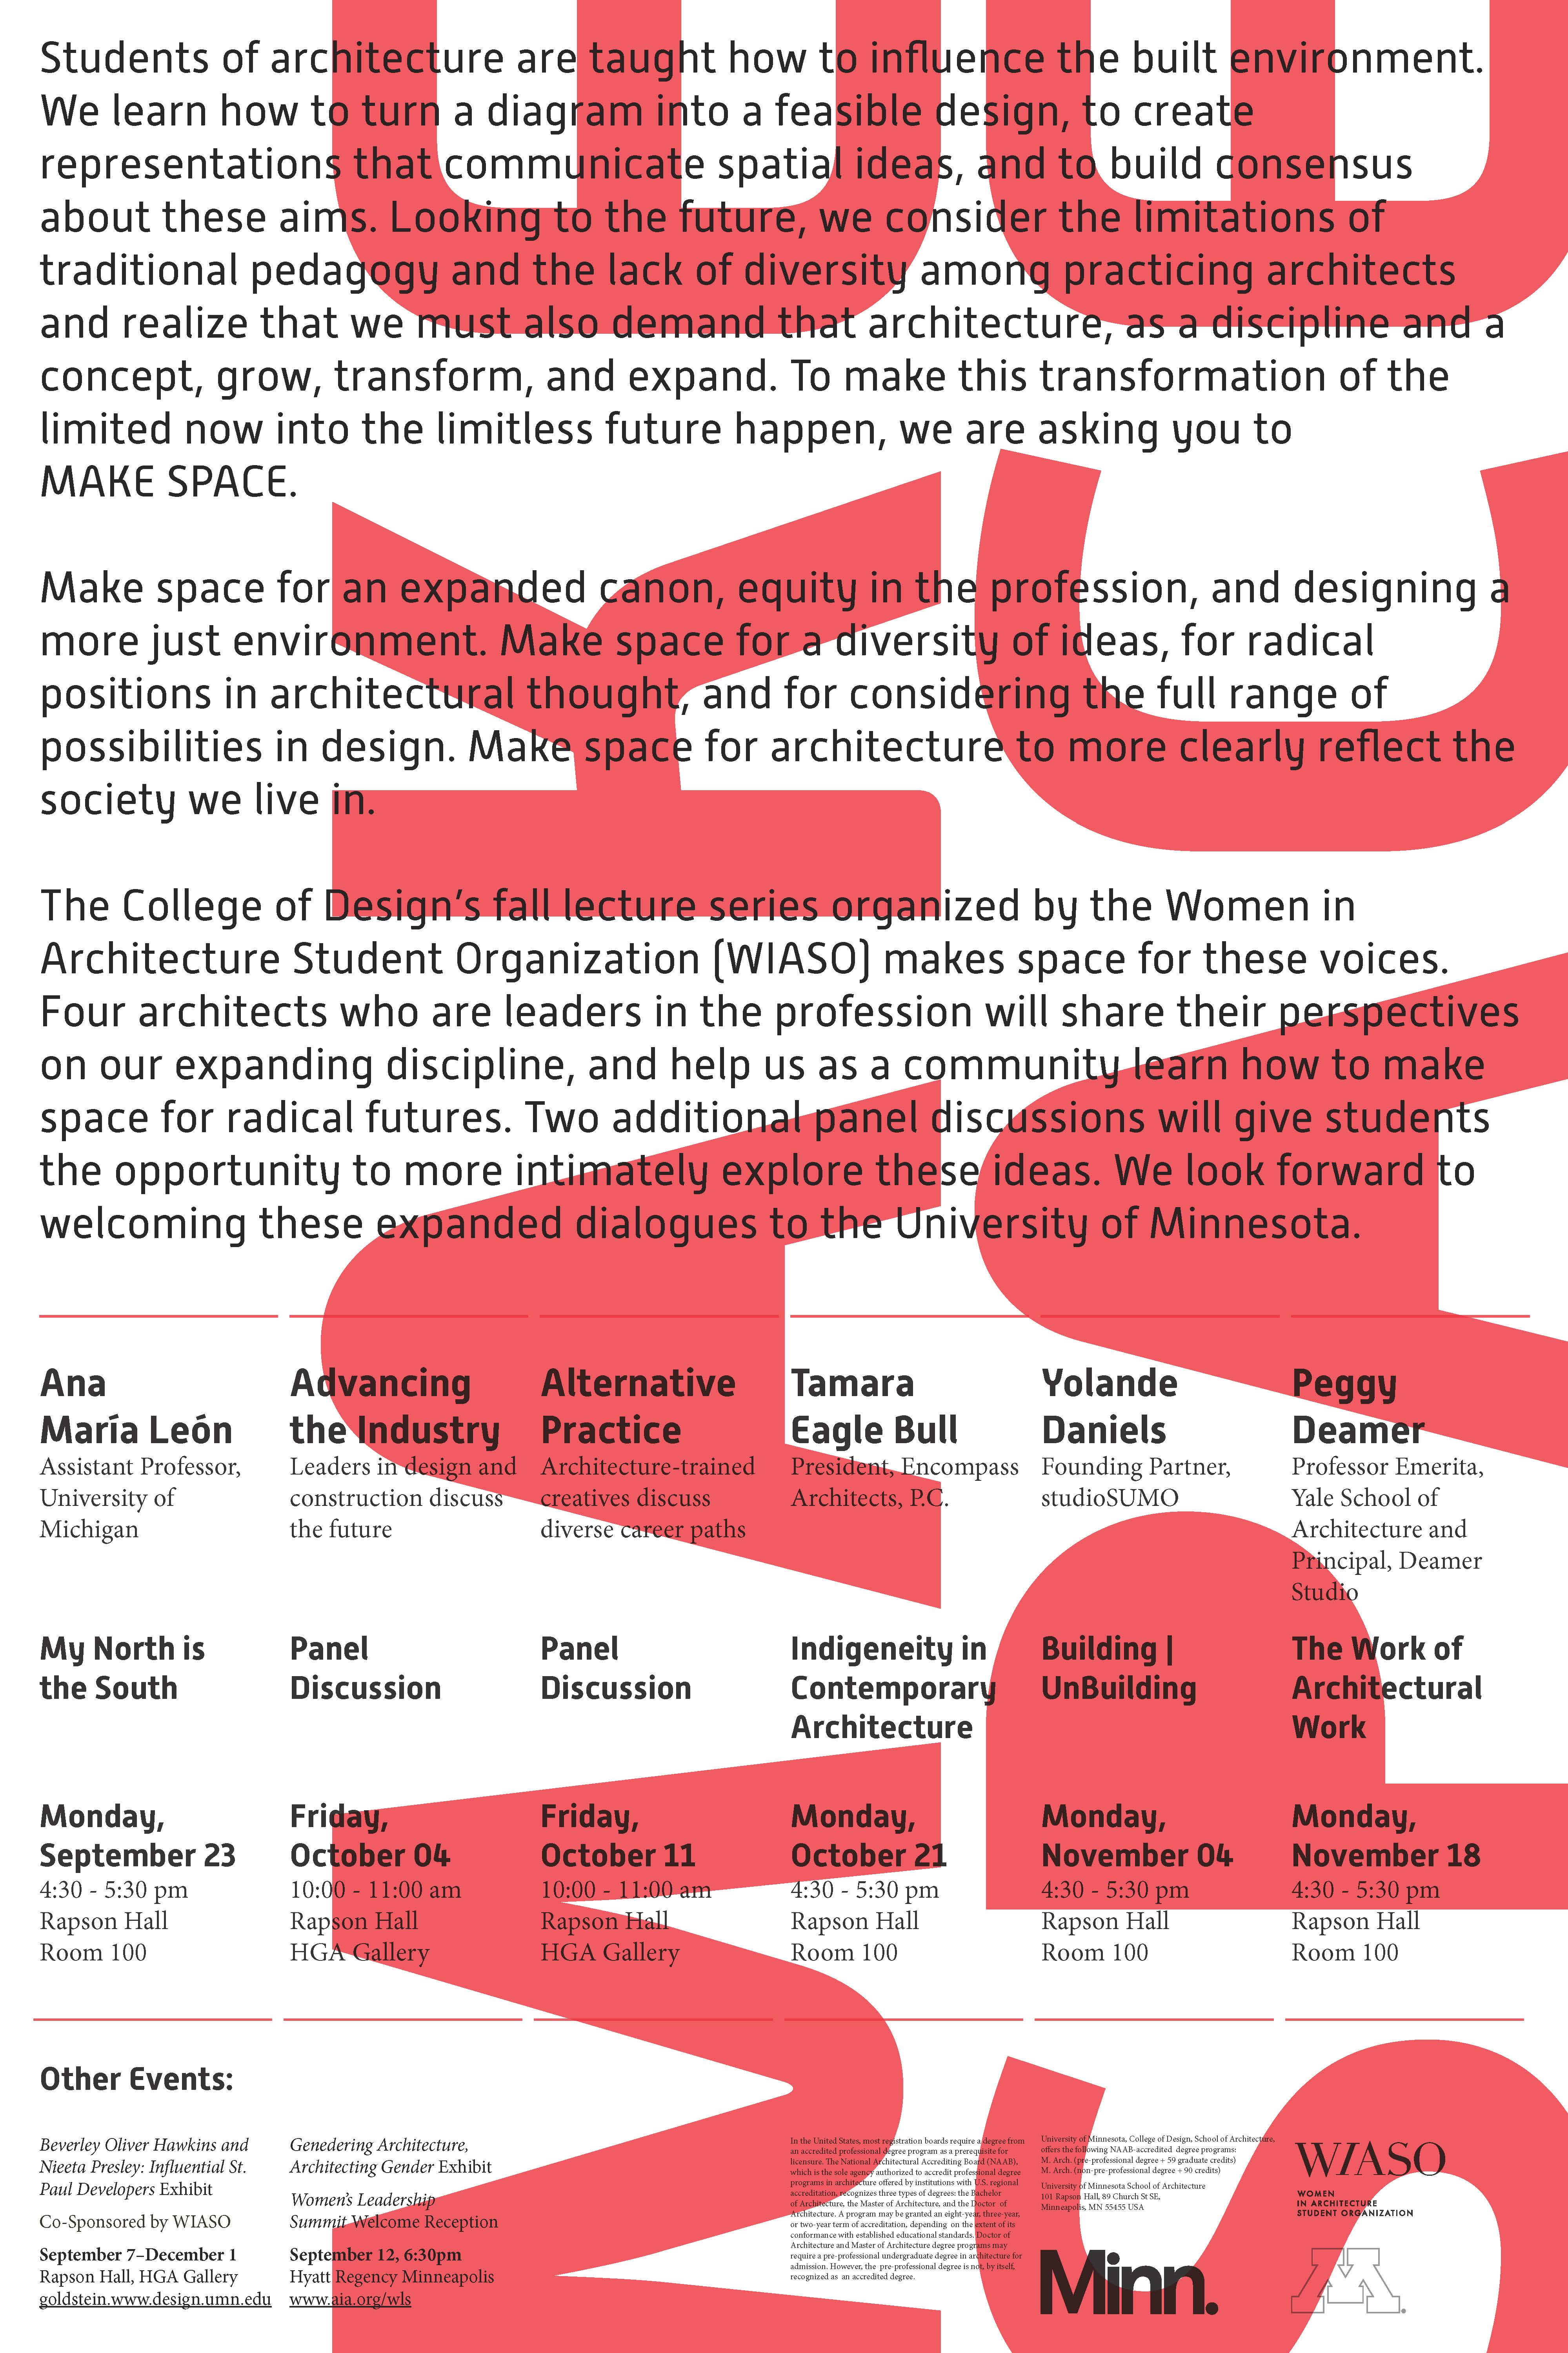 Students of architecture are taught how to influence the built environment.
We learn how to turn a diagram into a feasible design, to create
representations that communicate spatial ideas, and to build consensus
about these aims. Looking to the future, we consider the limitations of
traditional pedagogy and the lack of diversity among practicing architects
and realize that we must also demand that architecture, as a discipline and a
concept, grow, transform, and expand. To make this transformation of the
limited now into the limitless future happen, we are asking you to
MAKE SPACE.
Make space for an expanded canon, equity in the profession, and designing a
more just environment. Make space for a diversity of ideas, for radical
positions in architectural thought, and for considering the full range of
possibilities in design. Make space for architecture to more clearly reflect the
society we live in.
The College of Design’s fall lecture series organized by the Women in
Architecture Student Organization (WIASO) makes space for these voices.
Four architects who are leaders in the profession will share their perspectives
on our expanding discipline, and help us as a community learn how to make
space for radical futures. Two additional panel discussions will give students
the opportunity to more intimately explore these ideas. We look forward to
welcoming these expanded dialogues to the University of Minnesota.
MAKE
SPACE
Ana
María León
Assistant Professor,
University of
Michigan
My North is
the South
Monday,
September 23
4:30 - 5:30 pm
Rapson Hall
Room 100
Advancing
the Industry
Leaders in design and
construction discuss
the future
Panel
Discussion
Friday,
October 04
10:00 - 11:00 am
Rapson Hall
HGA Gallery
Alternative
Practice
Architecture-trained
creatives discuss
diverse career paths
Panel
Discussion
Friday,
October 11
10:00 - 11:00 am
Rapson Hall
HGA Gallery
Tamara
Eagle Bull
President, Encompass
Architects, P.C.
Indigeneity in
Contemporary
Architecture
Monday,
October 21
4:30 - 5:30 pm
Rapson Hall
Room 100
Yolande
Daniels
Founding Partner,
studioSUMO
Building |
UnBuilding
Monday,
November 04
4:30 - 5:30 pm
Rapson Hall
Room 100
Peggy
Deamer
Professor Emerita,
Yale School of
Architecture and
Principal, Deamer
Studio
The Work of
Architectural
Work
Monday,
November 18
4:30 - 5:30 pm
Rapson Hall
Room 100
Other Events:
Beverley Oliver Hawkins and
Nieeta Presley: Influential St.
Paul Developers Exhibit
Co-Sponsored by WIASO
September 7–December 1
Rapson Hall, HGA Gallery
goldstein.www.design.umn.edu
Genedering Architecture,
Architecting Gender Exhibit
Women's Leadership
Summit Welcome Reception
September 12, 6:30pm
Hyatt Regency Minneapolis
www.aia.org/wls
In the United States, most registration boards require a degree from
an accredited professional degree program as a prerequisite for
licensure. The National Architectural Accrediting Board (NAAB),
which is the sole agency authorized to accredit professional degree
programs in architecture offered by institutions with U.S. regional
accreditation, recognizes three types of degrees: the Bachelor
of Architecture, the Master of Architecture, and the Doctor of
Architecture. A program may be granted an eight-year, three-year,
or two-year term of accreditation, depending on the extent of its
conformance with established educational standards. Doctor of
Architecture and Master of Architecture degree programs may
require a pre-professional undergraduate degree in architecture for
admission. However, the pre-professional degree is not, by itself,
recognized as an accredited degree.
University of Minnesota, College of Design, School of Architecture,
offers the following NAAB-accredited degree programs:
M. Arch. (pre-professional degree + 59 graduate credits)
M. Arch. (non-pre-professional degree + 90 credits)
University of Minnesota School of Architecture
101 Rapson Hall, 89 Church St SE,
Minneapolis, MN 55455 USA
Minn.
WIASO
WOMEN
IN ARCHITECTURE
STUDENT ORGANIZATION
M